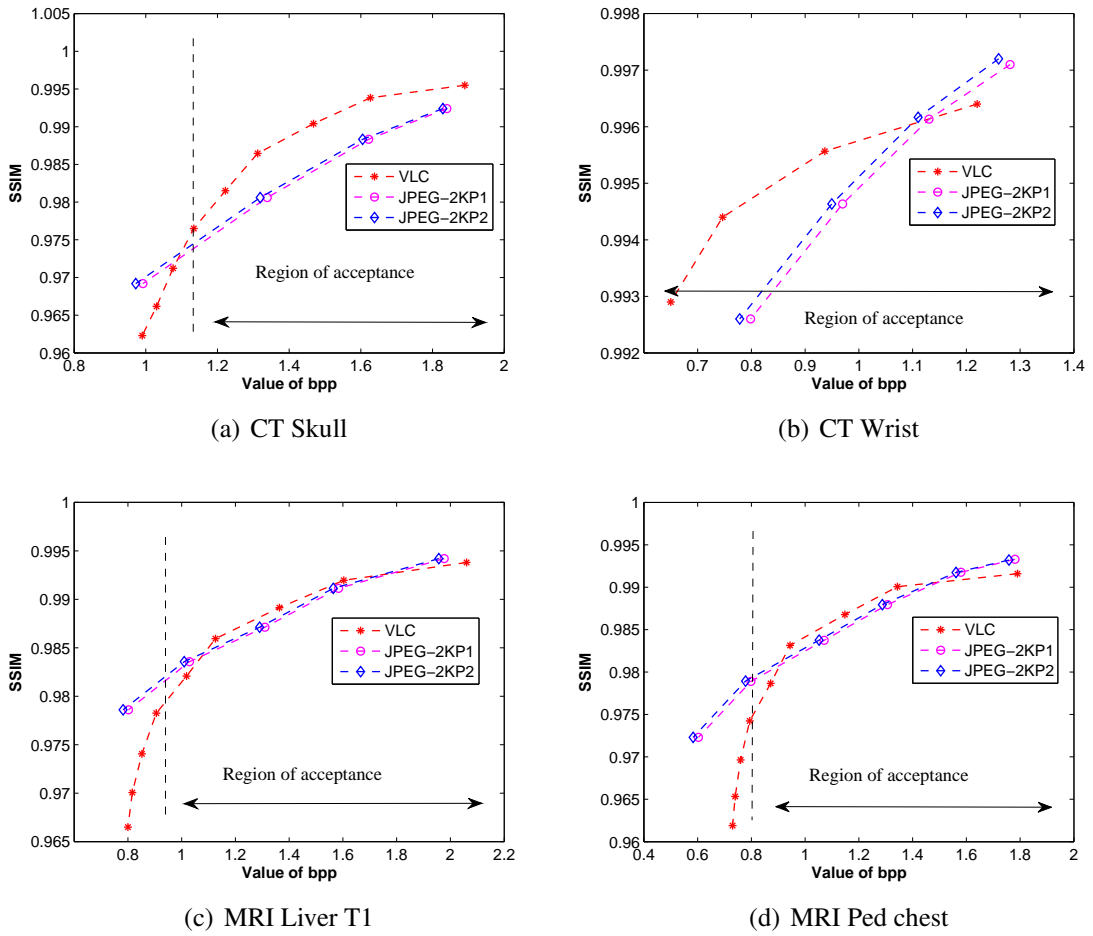 1.005
1
0.995
0.99
0.985
0.98
0.975
0.97
0.965
0.96
SSIM
VLC
JPEG-2KP1
JPEG-2KP2
Region of acceptance
0.8 1 1.2 1.4 1.6 1.8 2
Value of bpp
(a) CT Skull
0.998
0.997
0.996
0.995
0.994
0.993
0.992
SSIM
VLC
JPEG-2KP1
JPEG-2KP2
Region of acceptance
0.7 0.8 0.9 1 1.1 1.2 1.3 1.4
Value of bpp
(b) CT Wrist
1
0.995
0.99
0.985
0.98
0.975
0.97
0.965
SSIM
VLC
JPEG-2KP1
JPEG-2KP2
Region of acceptance
0.8 1 1.2 1.4 1.6 1.8 2 2.2
Value of bpp
(c) MRI Liver T1
1
0.995
0.99
0.985
0.98
0.975
0.97
0.965
0.96
SSIM
VLC
JPEG-2KP1
JPEG-2KP2
Region of acceptance
0.4 0.6 0.8 1 1.2 1.4 1.6 1.8 2
Value of bpp
(d) MRI Ped chest